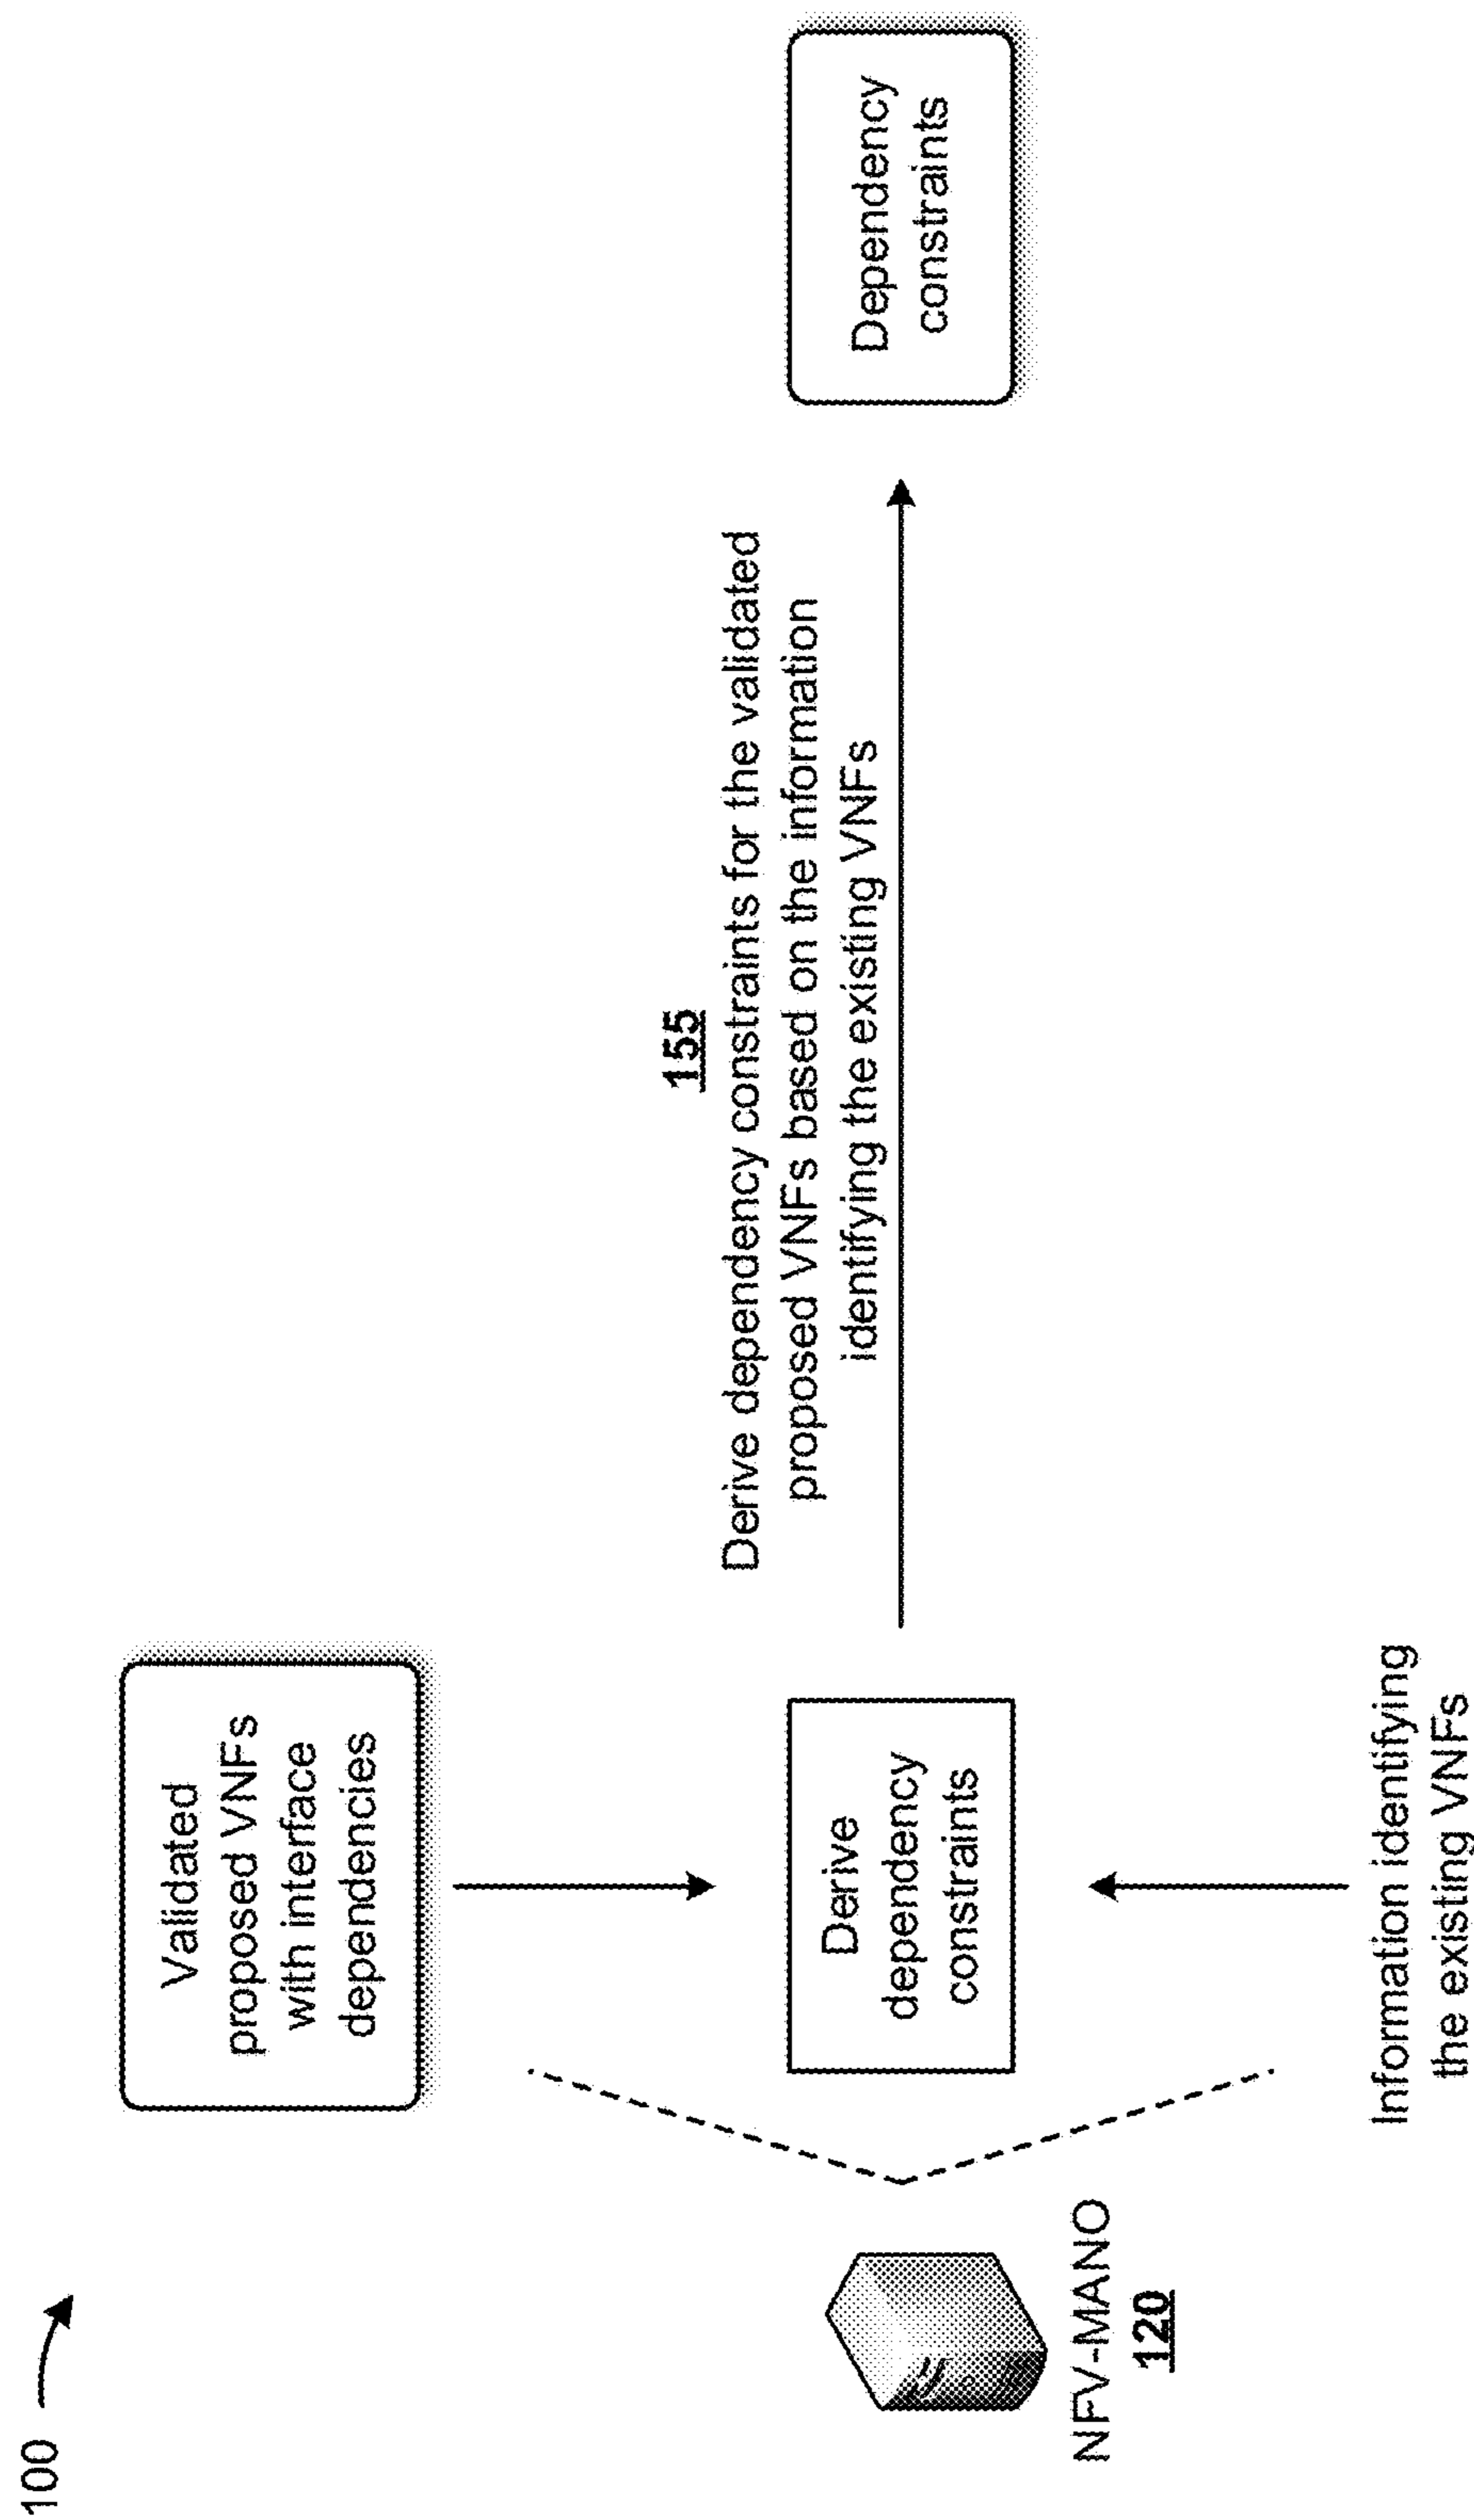 100
Validated
proposed VNFs
with interface
dependencies
155
Derive dependency constraints for the validated
proposed VNFs based on the information
identifying the existing VNFs
Derive
dependency
constraints
Dependency
constraints
NFV-MANO
120
Information identifying
the existing VNFs